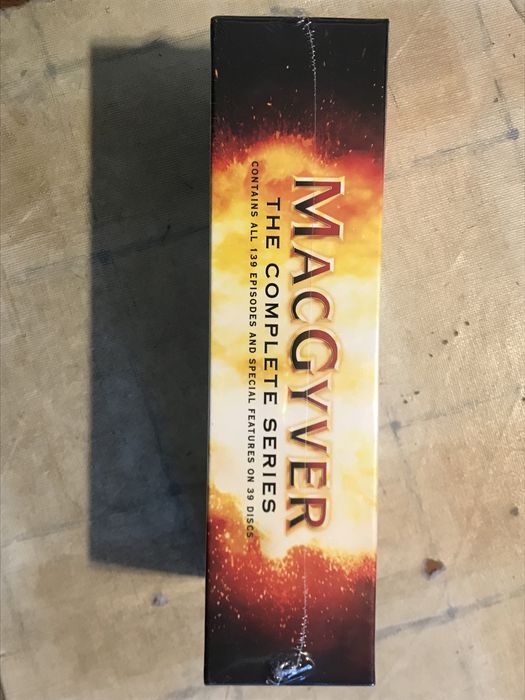 MACGYVER
THE COMPLETE SERIES
CONTAINS ALL 139 EPISODES AND SPECIAL FEATURES ON 39 DISCS